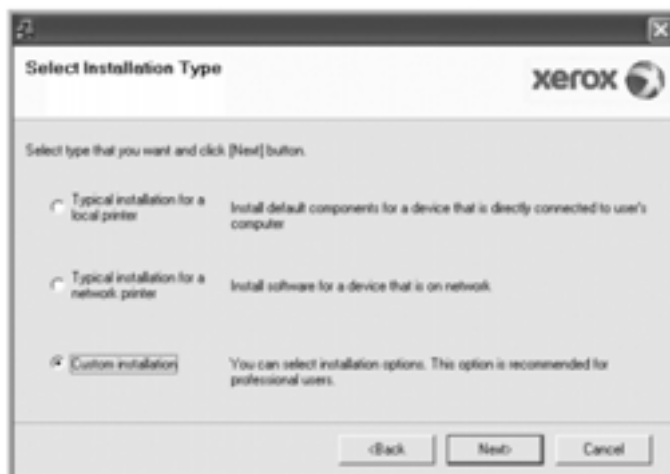 Select Installation Type
xerox
Select type that you want and click [Next] button.
Typical installation for a
local printer
Install default components for a device that is directly connected to user's
computer
Typical installation for a
network printer
Install software for a device that is on network.
Custom installation
You can select installation options. This option is recommended for
professional users.
<Back
Next>
Cancel